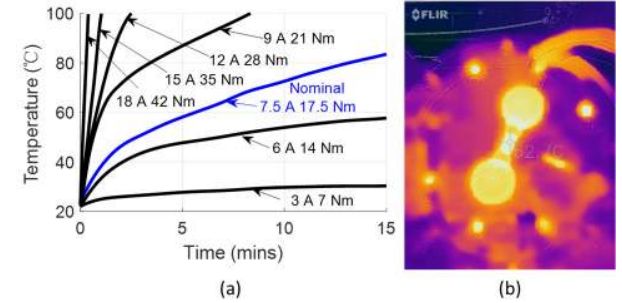 Temperature (℃)
100
80
60
40
20
0
5
10
15
Time (mins)
9 A 21 Nm
12 A 28 Nm
15 A 35 Nm
18 A 42 Nm
Nominal
7.5 A 17.5 Nm
6 A 14 Nm
3 A 7 Nm
(a)
FLIR
(b)